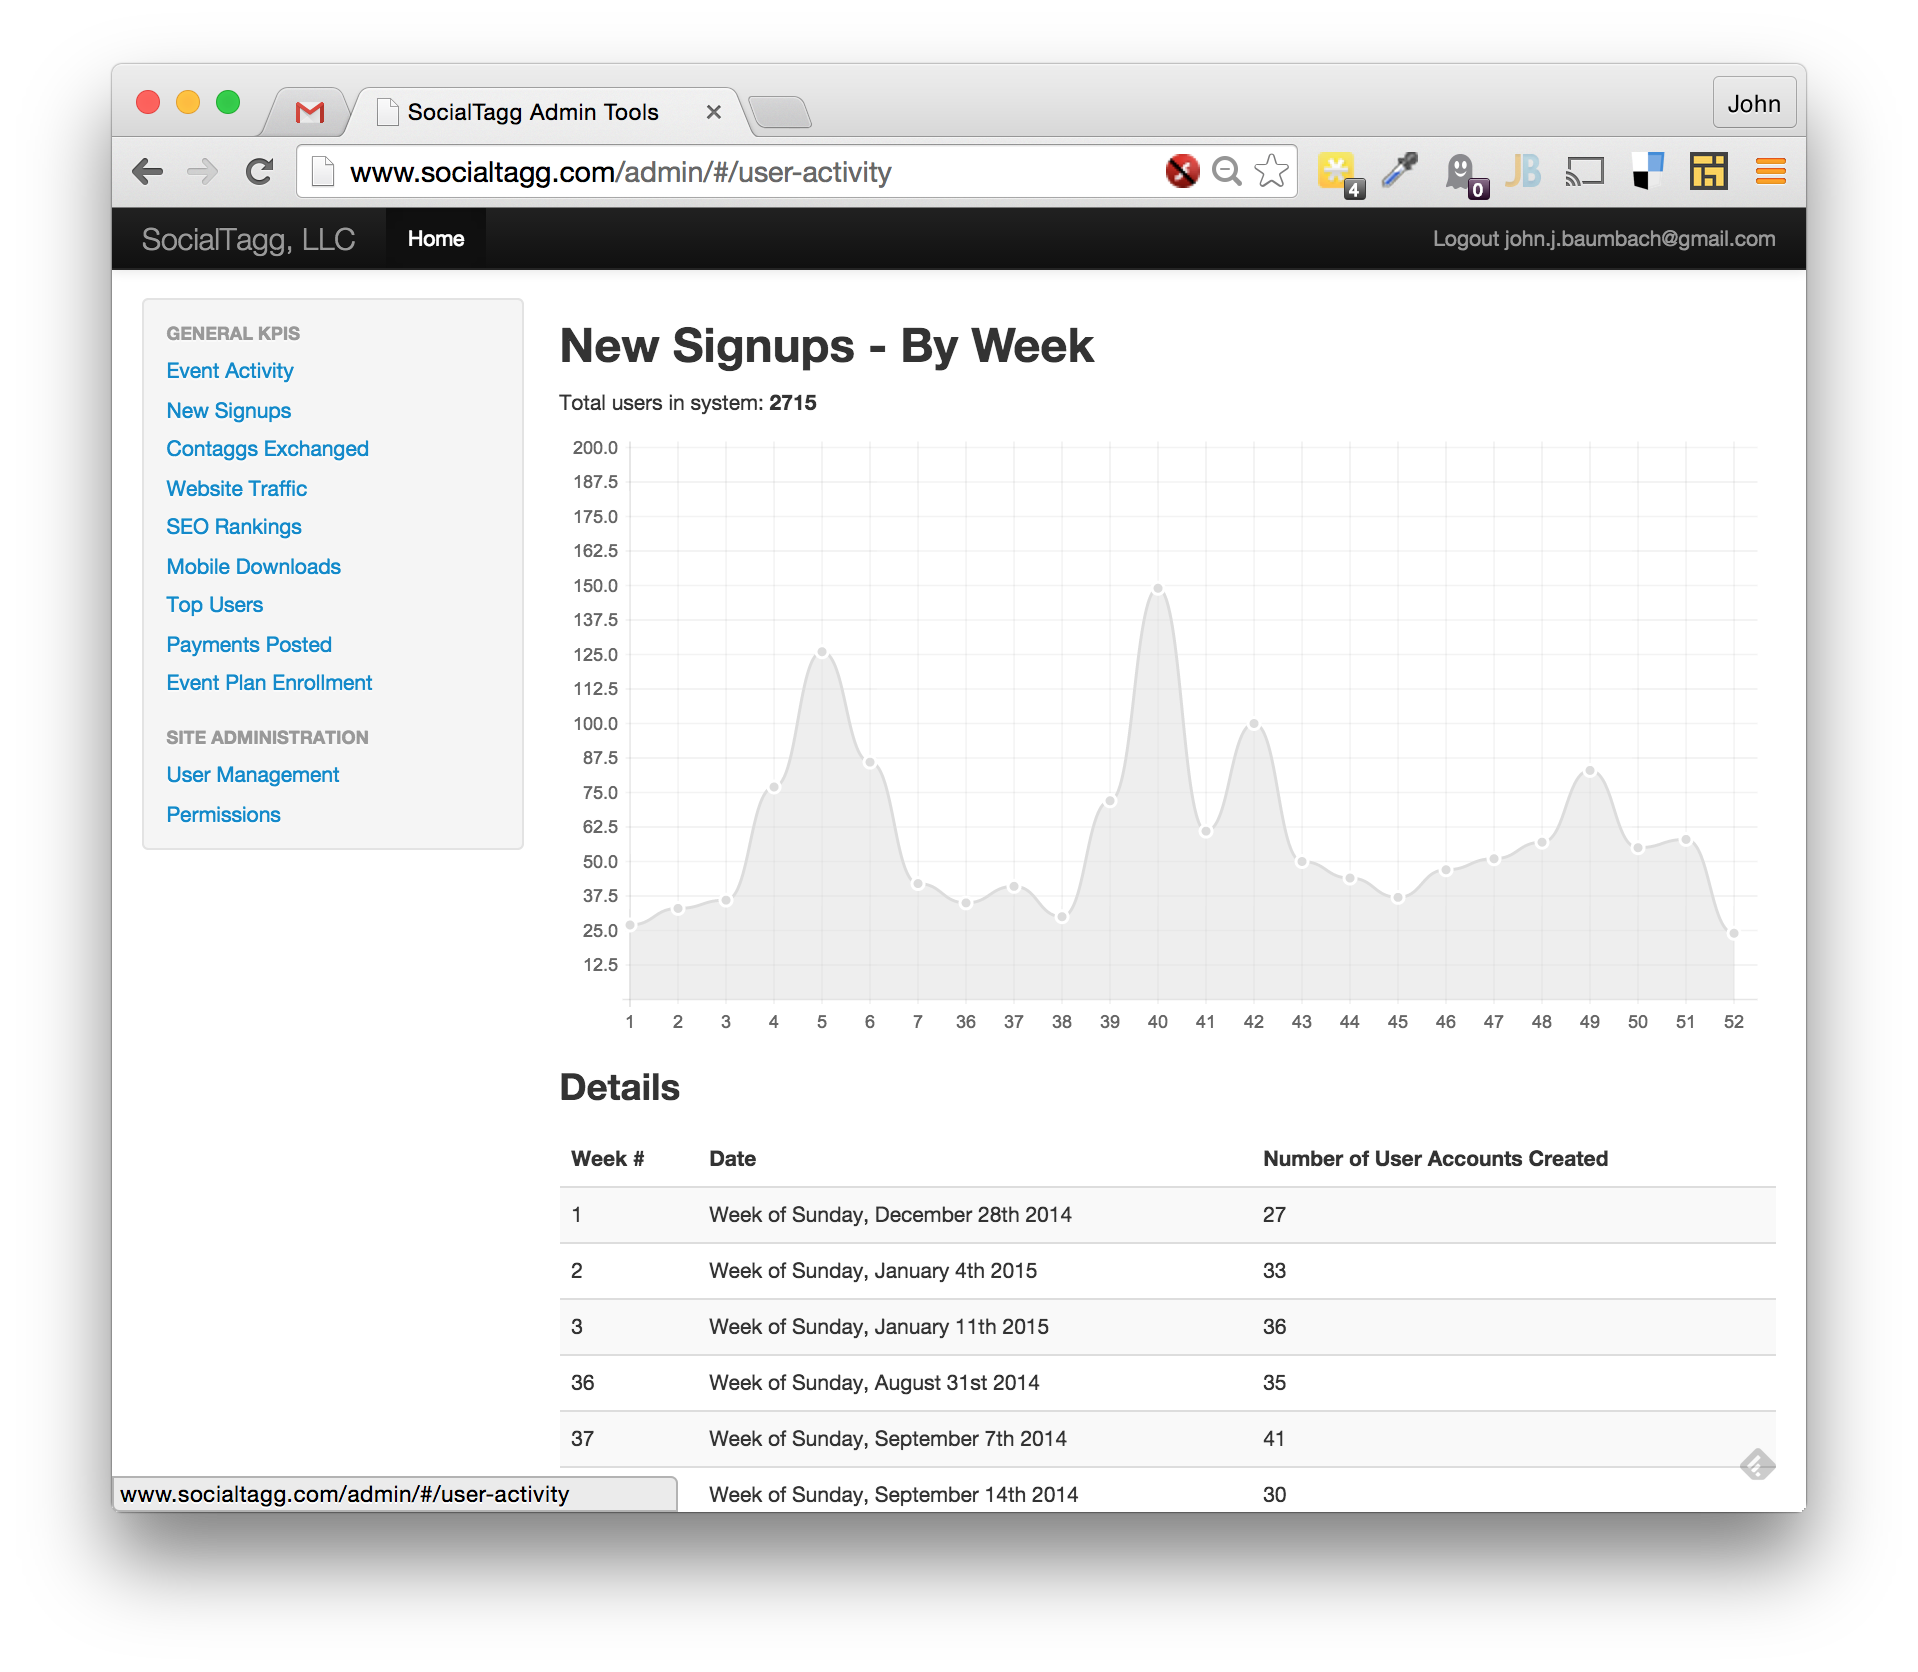 SocialTagg Admin Tools
John
www.socialtagg.com/admin/#/user-activity
4
0
JB
SocialTagg, LLC
Home
Logout john.j.baumbach@gmail.com
GENERAL KPIS
Event Activity
New Signups
Contaggs Exchanged
Website Traffic
SEO Rankings
Mobile Downloads
Top Users
Payments Posted
Event Plan Enrollment
SITE ADMINISTRATION
User Management
Permissions
New Signups - By Week
Total users in system: 2715
200.0
187.5
175.0
162.5
150.0
137.5
125.0
112.5
100.0
87.5
75.0
62.5
50.0
37.5
25.0
12.5
1 2 3 4 5 6 7 36 37 38 39 40 41 42 43 44 45 46 47 48 49 50 51 52
Details
Week # Date Number of User Accounts Created
1 Week of Sunday, December 28th 2014 27
2 Week of Sunday, January 4th 2015 33
3 Week of Sunday, January 11th 2015 36
36 Week of Sunday, August 31st 2014 35
37 Week of Sunday, September 7th 2014 41
Week of Sunday, September 14th 2014 30
www.socialtagg.com/admin/#/user-activity